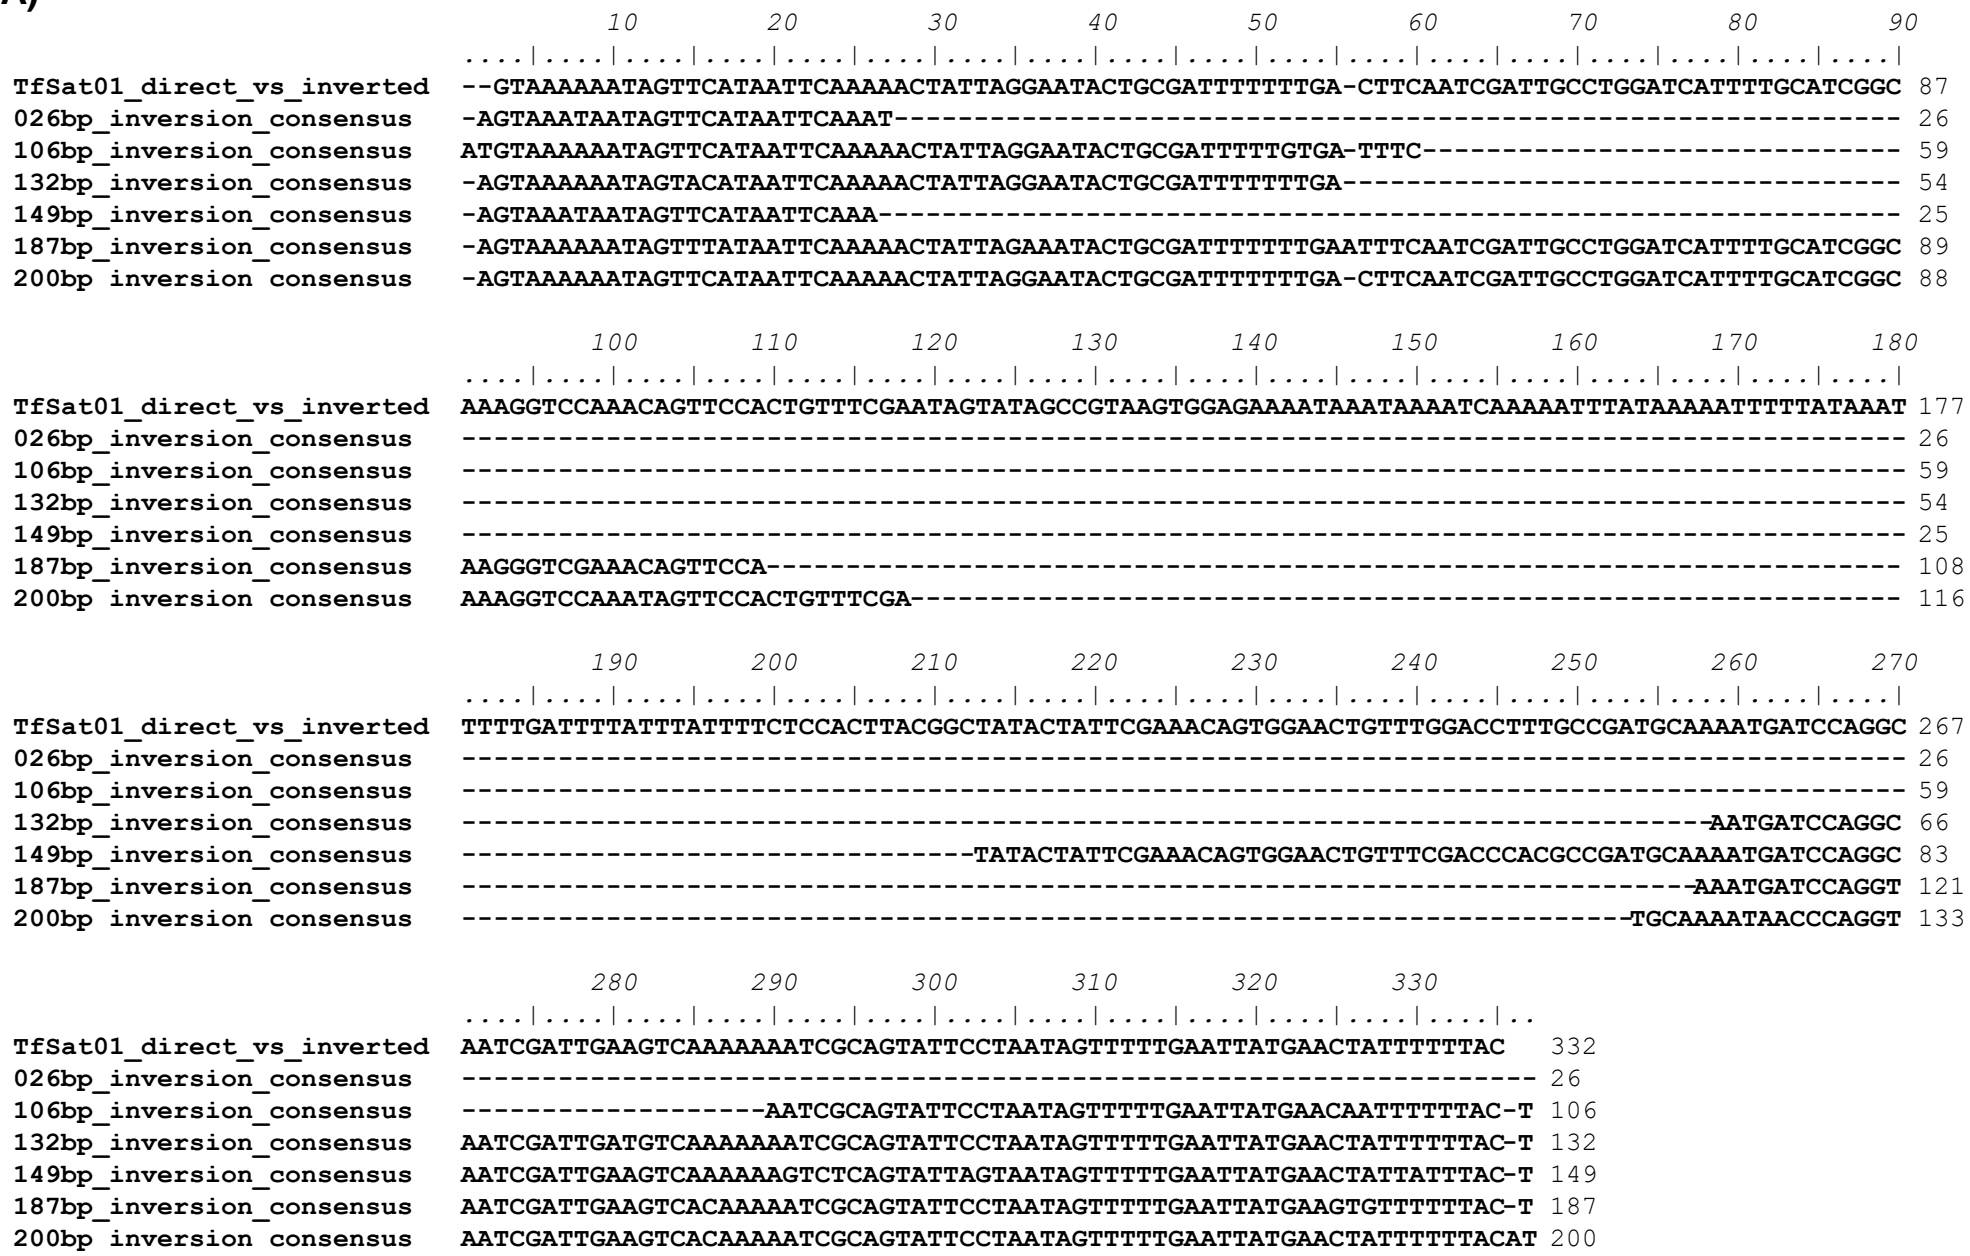 A)
10 20 30 40 50 60 70 80 90
....|....|....|....|....|....|....|....|....|....|....|....|....|....|....|....|....|....|
TfSat01_direct_vs_inverted --GTAAAAAATAGTTCATAATTCAAAAACTATTAGGAATACTGCGATTTTTTTGA-CTTCAATCGATTGCCTGGATCATTTTGCATCGGC 87
026bp_inversion_consensus -AGTAAATAATAGTTCATAATTCAAAT--------------------------------------------------------------- 26
106bp_inversion_consensus ATGTAAAAAATAGTTCATAATTCAAAAACTATTAGGAATACTGCGATTTTTGTGA-TTTC------------------------------ 59
132bp_inversion_consensus -AGTAAAAAATAGTACATAATTCAAAAACTATTAGGAATACTGCGATTTTTTTGA----------------------------------- 54
149bp_inversion_consensus -AGTAAATAATAGTTCATAATTCAAA---------------------------------------------------------------- 25
187bp_inversion_consensus -AGTAAAAAATAGTTTATAATTCAAAAACTATTAGAAATACTGCGATTTTTTTGAATTTCAATCGATTGCCTGGATCATTTTGCATCGGC 89
200bp inversion consensus -AGTAAAAAATAGTTCATAATTCAAAAACTATTAGGAATACTGCGATTTTTTTGA-CTTCAATCGATTGCCTGGATCATTTTGCATCGGC 88
100 110 120 130 140 150 160 170 180
....|....|....|....|....|....|....|....|....|....|....|....|....|....|....|....|....|....|
TfSat01_direct_vs_inverted AAAGGTCCAAACAGTTCCACTGTTTCGAATAGTATAGCCGTAAGTGGAGAAAATAAATAAAATCAAAAATTTATAAAAATTTTTATAAAT 177
026bp_inversion_consensus ------------------------------------------------------------------------------------------ 26
106bp_inversion_consensus ------------------------------------------------------------------------------------------ 59
132bp_inversion_consensus ------------------------------------------------------------------------------------------ 54
149bp_inversion_consensus ------------------------------------------------------------------------------------------ 25
187bp_inversion_consensus AAGGGTCGAAACAGTTCCA----------------------------------------------------------------------- 108
200bp inversion consensus AAAGGTCCAAATAGTTCCACTGTTTCGA-------------------------------------------------------------- 116
190 200 210 220 230 240 250 260 270
....|....|....|....|....|....|....|....|....|....|....|....|....|....|....|....|....|....|
TfSat01_direct_vs_inverted TTTTGATTTTATTTATTTTCTCCACTTACGGCTATACTATTCGAAACAGTGGAACTGTTTGGACCTTTGCCGATGCAAAATGATCCAGGC 267
026bp_inversion_consensus ------------------------------------------------------------------------------------------ 26
106bp_inversion_consensus ------------------------------------------------------------------------------------------ 59
132bp_inversion_consensus ------------------------------------------------------------------------------AATGATCCAGGC 66
149bp_inversion_consensus --------------------------------TATACTATTCGAAACAGTGGAACTGTTTCGACCCACGCCGATGCAAAATGATCCAGGC 83
187bp_inversion_consensus -----------------------------------------------------------------------------AAATGATCCAGGT 121
200bp inversion consensus -------------------------------------------------------------------------TGCAAAATAACCCAGGT 133
280 290 300 310 320 330
....|....|....|....|....|....|....|....|....|....|....|....|....|..
TfSat01_direct_vs_inverted AATCGATTGAAGTCAAAAAAATCGCAGTATTCCTAATAGTTTTTGAATTATGAACTATTTTTTAC 332
026bp_inversion_consensus ------------------------------------------------------------------- 26
106bp_inversion_consensus -------------------AATCGCAGTATTCCTAATAGTTTTTGAATTATGAACAATTTTTTAC-T 106
132bp_inversion_consensus AATCGATTGATGTCAAAAAAATCGCAGTATTCCTAATAGTTTTTGAATTATGAACTATTTTTTAC-T 132
149bp_inversion_consensus AATCGATTGAAGTCAAAAAAGTCTCAGTATTAGTAATAGTTTTTGAATTATGAACTATTATTTAC-T 149
187bp_inversion_consensus AATCGATTGAAGTCACAAAAATCGCAGTATTCCTAATAGTTTTTGAATTATGAAGTGTTTTTTAC-T 187
200bp inversion consensus AATCGATTGAAGTCACAAAAATCGCAGTATTCCTAATAGTTTTTGAATTATGAACTATTTTTTACAT 200